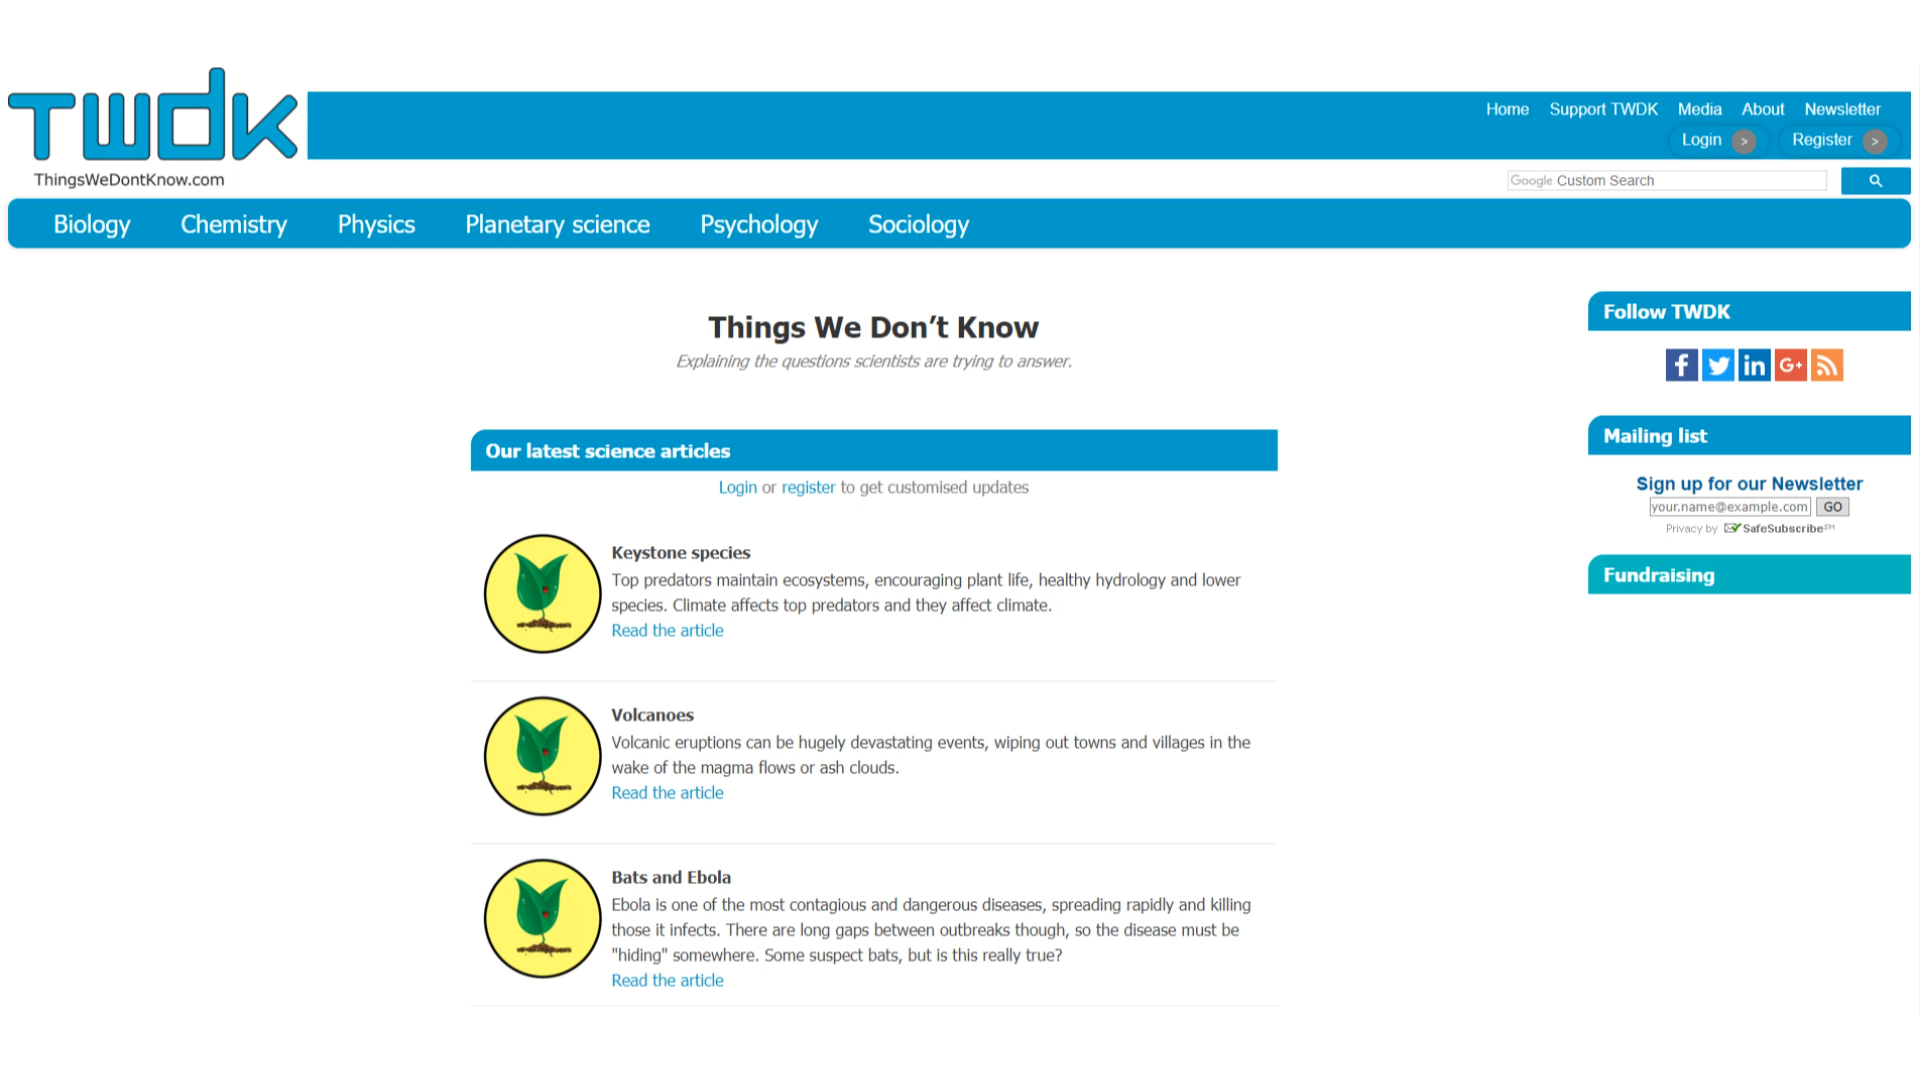 TWDK
ThingsWeDontKnow.com
Home Support TWDK Media About Newsletter
Login > Register >
Google Custom Search
Biology Chemistry Physics Planetary science Psychology Sociology
Things We Don’t Know
Explaining the questions scientists are trying to answer.
Our latest science articles
Login or register to get customised updates
Keystone species
Top predators maintain ecosystems, encouraging plant life, healthy hydrology and lower
species. Climate affects top predators and they affect climate.
Read the article
Volcanoes
Volcanic eruptions can be hugely devastating events, wiping out towns and villages in the
wake of the magma flows or ash clouds.
Read the article
Bats and Ebola
Ebola is one of the most contagious and dangerous diseases, spreading rapidly and killing
those it infects. There are long gaps between outbreaks though, so the disease must be
"hiding" somewhere. Some suspect bats, but is this really true?
Read the article
Follow TWDK
f in G+
Mailing list
Sign up for our Newsletter
your.name@example.com GO
Privacy by SafeSubscribe℠
Fundraising